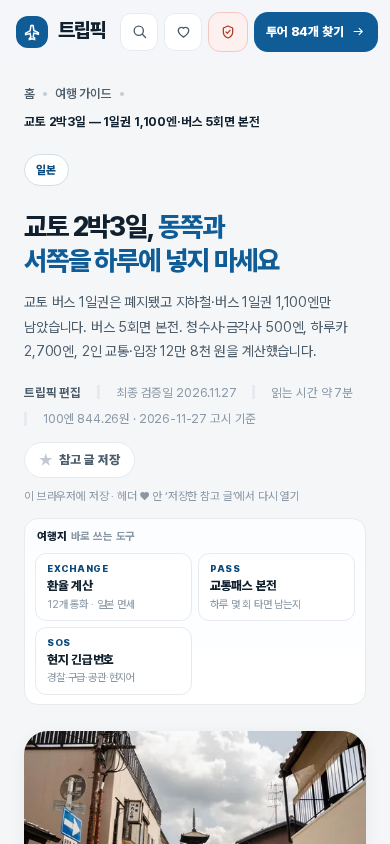 트립픽
투어 84개 찾기 →
홈 • 여행 가이드 •
교토 2박3일 — 1일권 1,100엔·버스 5회면 본전
일본
교토 2박3일, 동쪽과
서쪽을 하루에 넣지 마세요
교토 버스 1일권은 폐지됐고 지하철·버스 1일권 1,100엔만
남았습니다. 버스 5회면 본전. 청수사·금각사 500엔, 하루카
2,700엔, 2인 교통·입장 12만 8천 원을 계산했습니다.
트립픽 편집 | 최종 검증일 2026.11.27 | 읽는 시간 약 7분
| 100엔 844.26원 · 2026-11-27 고시 기준
★ 참고 글 저장
이 브라우저에 저장 · 헤더 ♥ 안 ‘저장한 참고 글’에서 다시 열기
여행지 바로 쓰는 도구
EXCHANGE
환율 계산
12개 통화 · 일본 면세
PASS
교통패스 본전
하루 몇 회 타면 남는지
SOS
현지 긴급번호
경찰·구급·공관·현지어